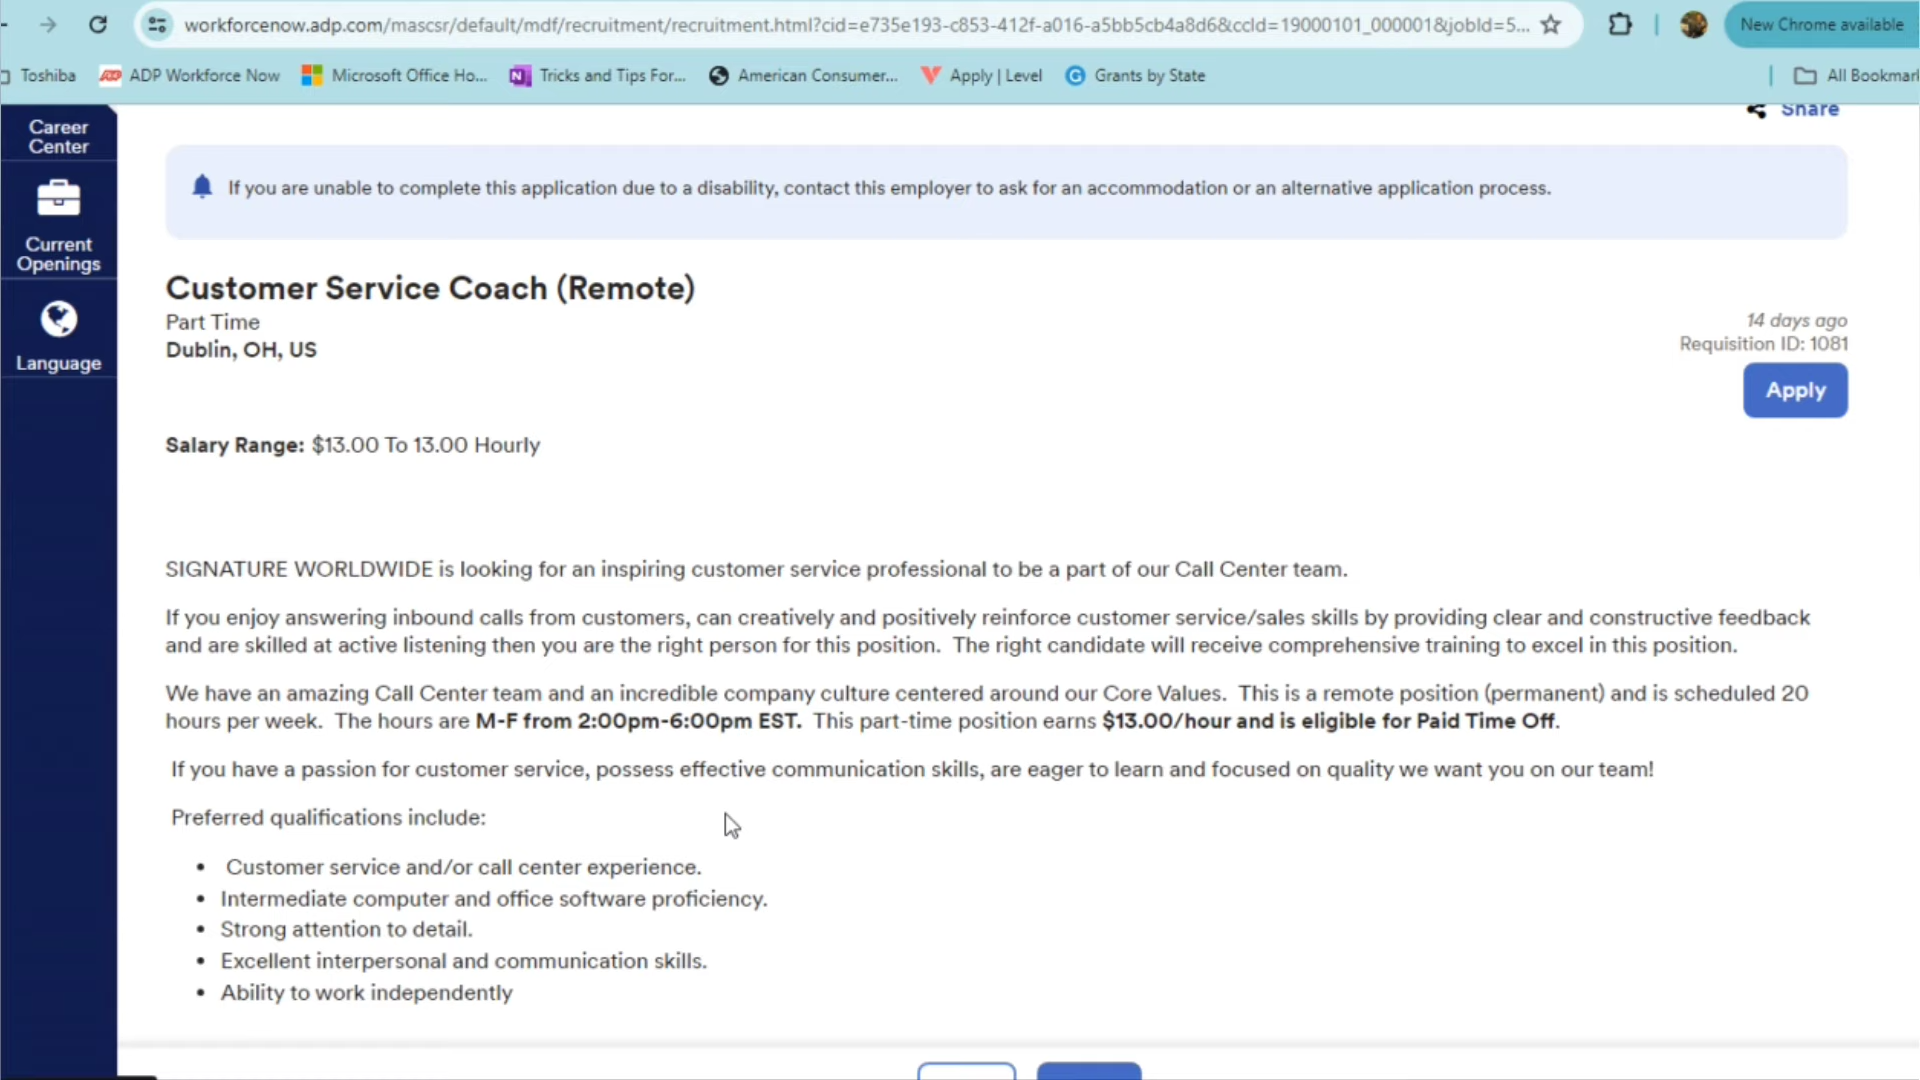 workforcenow.adp.com/mascsr/default/mdf/recruitment/recruitment.html?cid=e735e193-c853-412f-a016-a5bb5cb4a8d6&ccId=19000101_000001&jobId=5...
New Chrome available
Toshiba
ADP Workforce Now
Microsoft Office Ho...
Tricks and Tips For...
American Consumer...
Apply | Level
Grants by State
All Bookmar
Career
Center
Current
Openings
Language
Share
If you are unable to complete this application due to a disability, contact this employer to ask for an accommodation or an alternative application process.
Customer Service Coach (Remote)
Part Time
Dublin, OH, US
14 days ago
Requisition ID: 1081
Apply
Salary Range: $13.00 To 13.00 Hourly
SIGNATURE WORLDWIDE is looking for an inspiring customer service professional to be a part of our Call Center team.
If you enjoy answering inbound calls from customers, can creatively and positively reinforce customer service/sales skills by providing clear and constructive feedback
and are skilled at active listening then you are the right person for this position. The right candidate will receive comprehensive training to excel in this position.
We have an amazing Call Center team and an incredible company culture centered around our Core Values. This is a remote position (permanent) and is scheduled 20
hours per week. The hours are M-F from 2:00pm-6:00pm EST. This part-time position earns $13.00/hour and is eligible for Paid Time Off.
If you have a passion for customer service, possess effective communication skills, are eager to learn and focused on quality we want you on our team!
Preferred qualifications include:
• Customer service and/or call center experience.
• Intermediate computer and office software proficiency.
• Strong attention to detail.
• Excellent interpersonal and communication skills.
• Ability to work independently